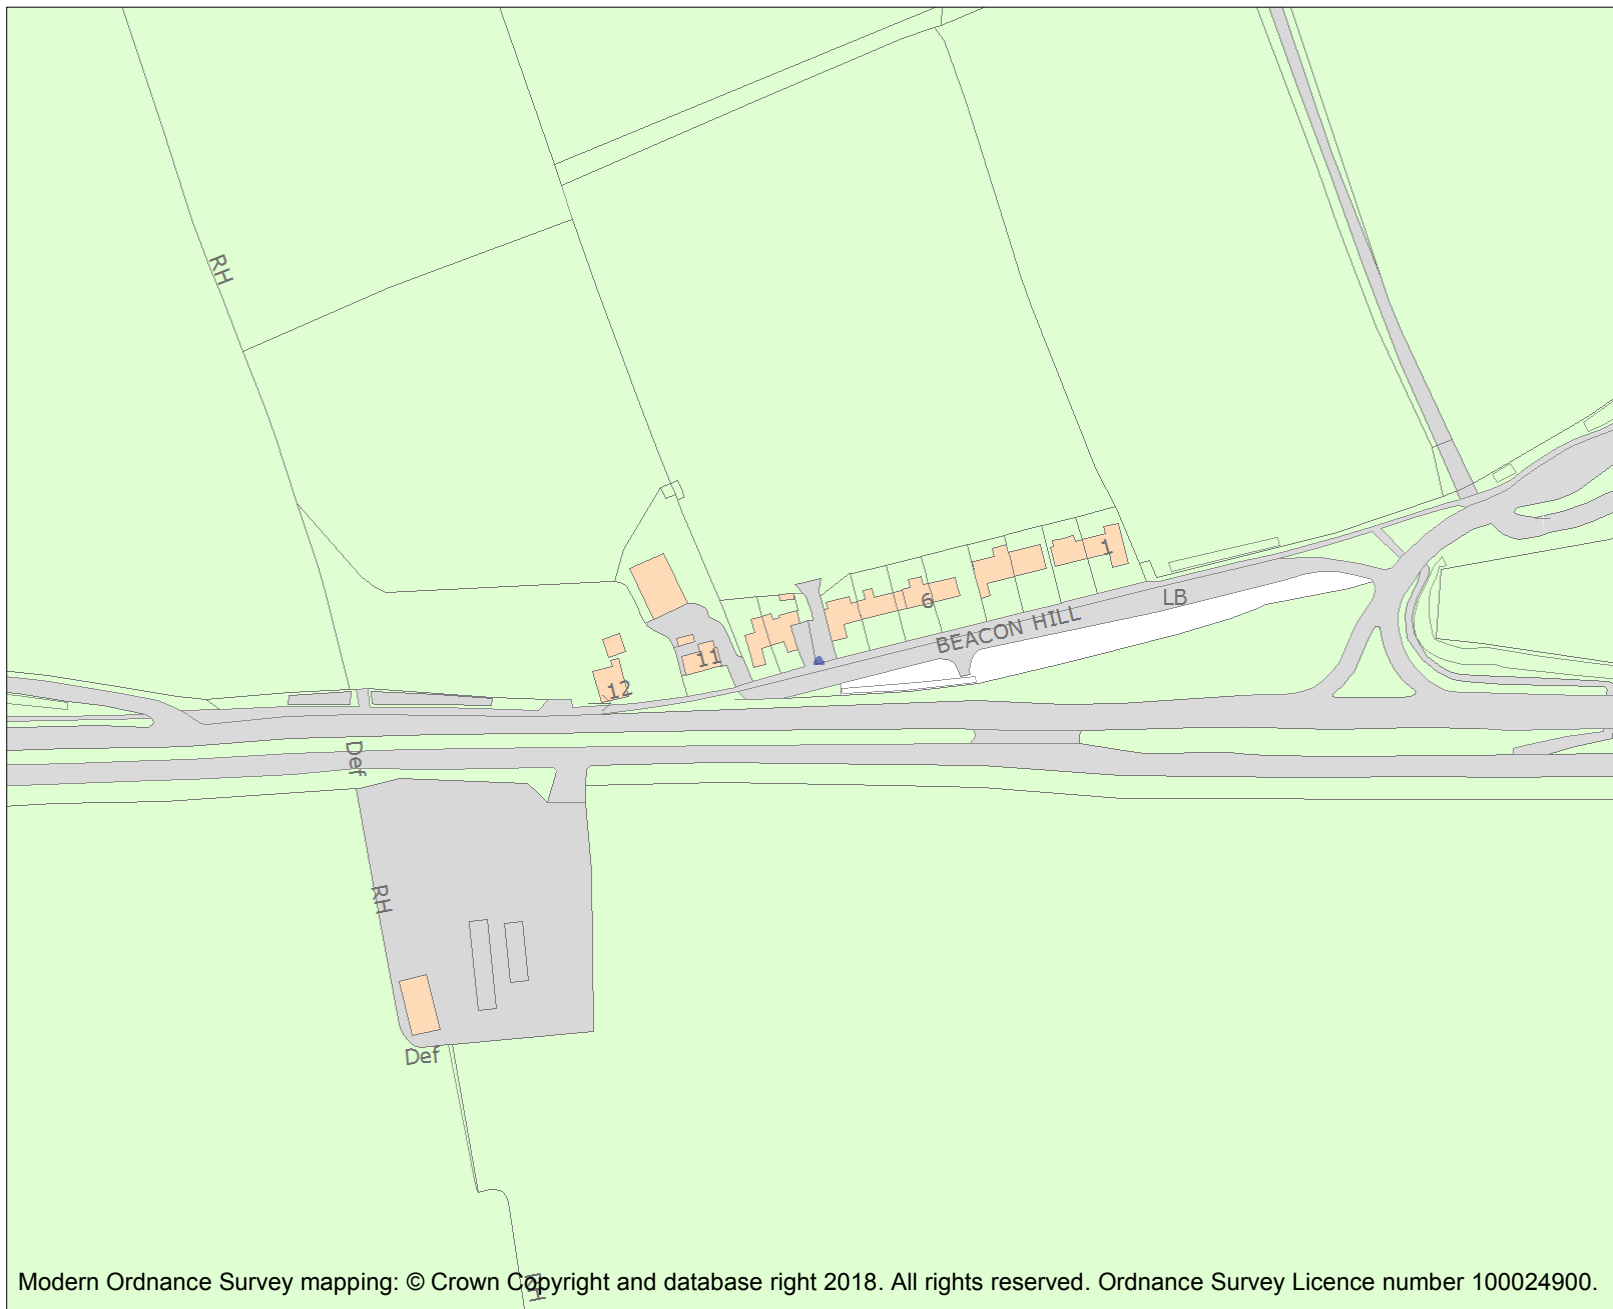 RH
1
LB
6
BEACON HILL
11
12
Def
RH
Def
RH
Modern Ordnance Survey mapping: © Crown Copyright and database right 2018. All rights reserved. Ordnance Survey Licence number 100024900.